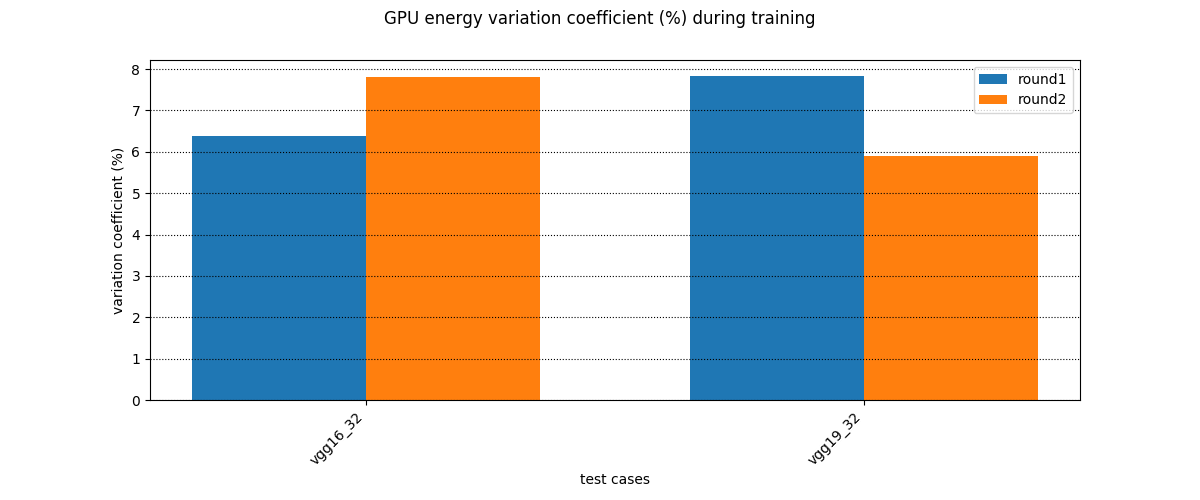 GPU energy variation coefficient (%) during training
8
7
6
5
4
3
2
1
0
variation coefficient (%)
round1
round2
vgg16_32
vgg19_32
test cases